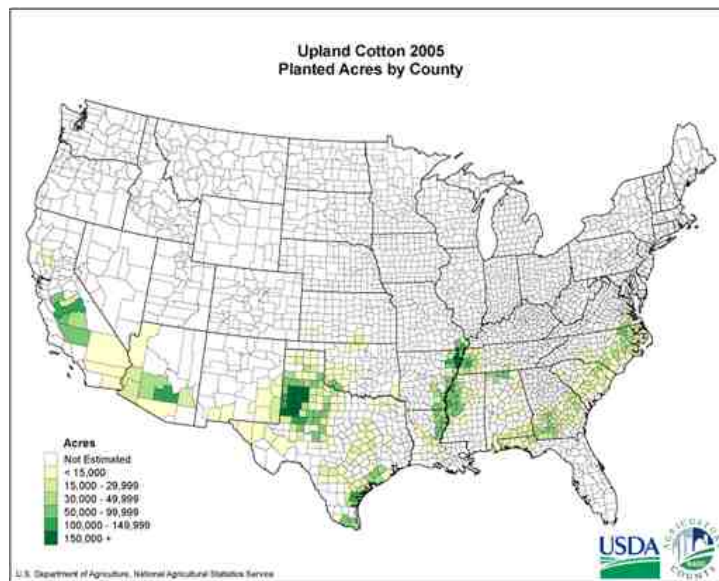 Upland Cotton 2005
Planted Acres by County
Acres
Not Estimated
< 15,000
15,000 - 29,999
30,000 - 49,999
50,000 - 99,999
100,000 - 149,999
150,000 +
U.S. Department of Agriculture, National Agricultural Statistics Service
USDA
COUNTS